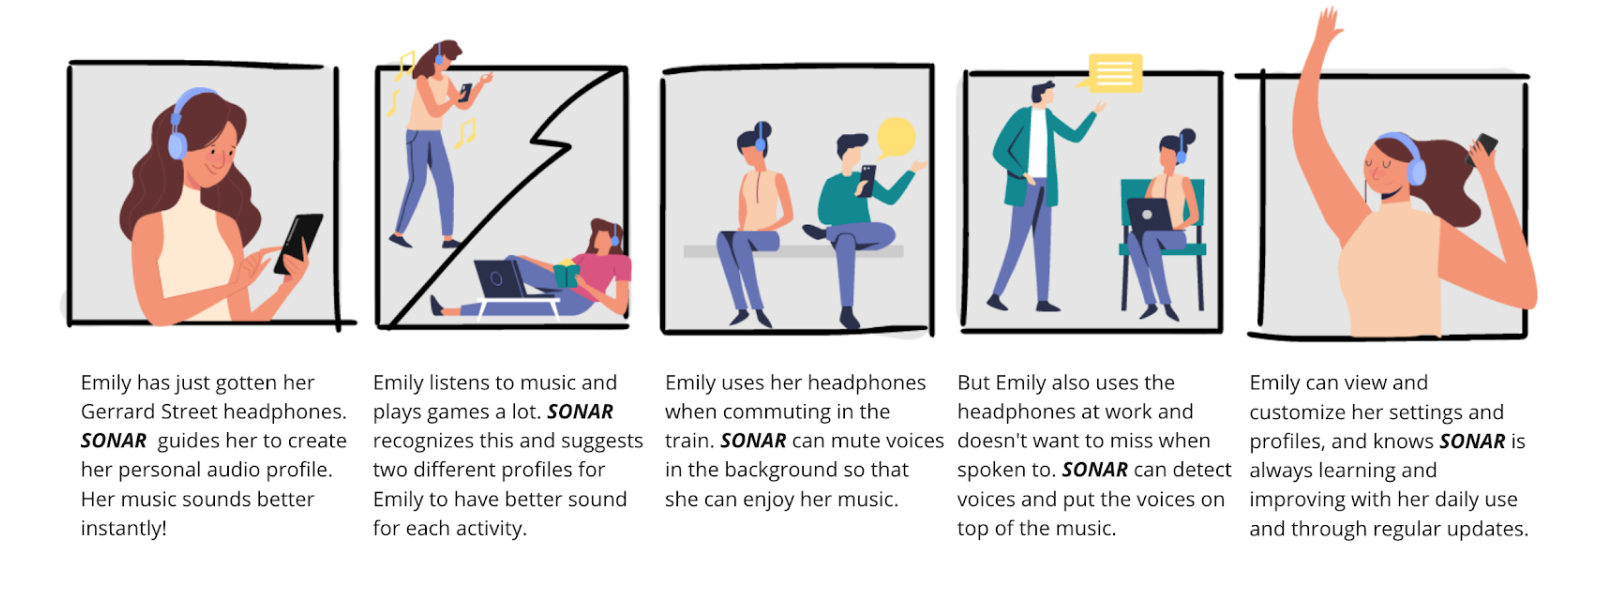 Emily has just gotten her
Gerrard Street headphones.
SONAR guides her to create
her personal audio profile.
Her music sounds better
instantly!
Emily listens to music and
plays games a lot. SONAR
recognizes this and suggests
two different profiles for
Emily to have better sound
for each activity.
Emily uses her headphones
when commuting in the
train. SONAR can mute voices
in the background so that
she can enjoy her music.
But Emily also uses the
headphones at work and
doesn't want to miss when
spoken to. SONAR can detect
voices and put the voices on
top of the music.
Emily can view and
customize her settings and
profiles, and knows SONAR is
always learning and
improving with her daily use
and through regular updates.